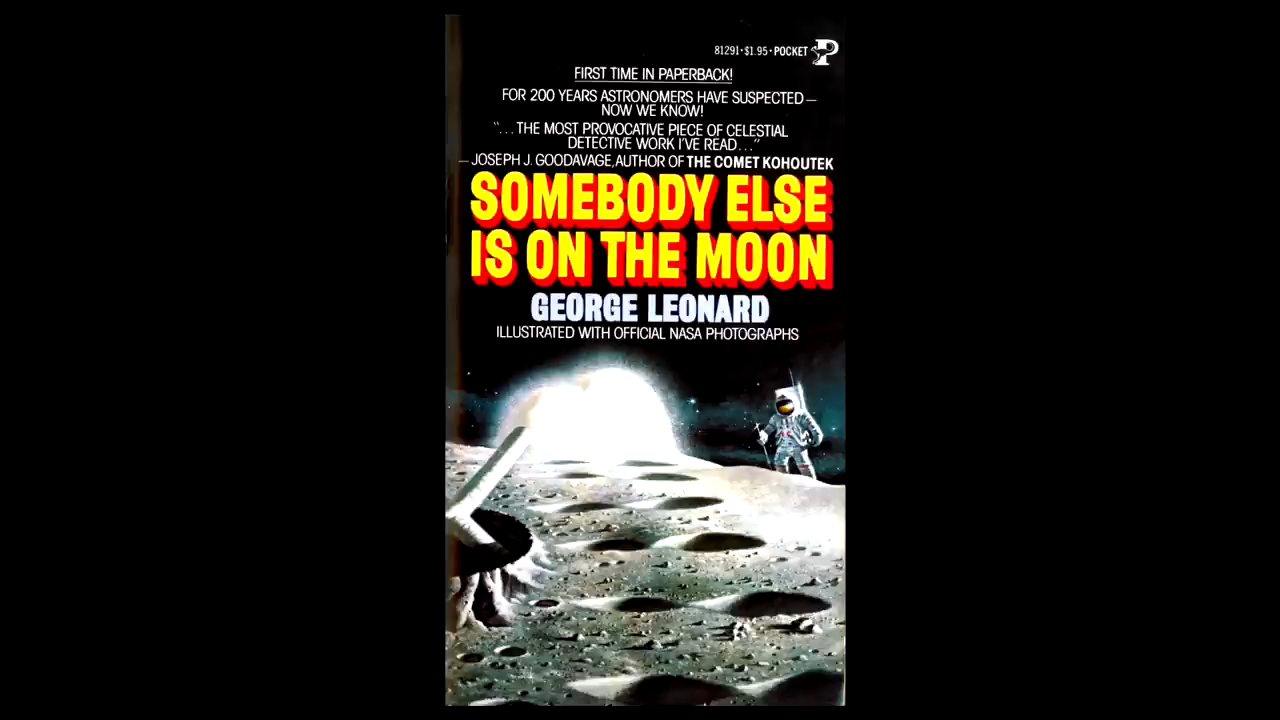 81291·$1.95·POCKET
FIRST TIME IN PAPERBACK!
FOR 200 YEARS ASTRONOMERS HAVE SUSPECTED—
NOW WE KNOW!
"...THE MOST PROVOCATIVE PIECE OF CELESTIAL
DETECTIVE WORK I'VE READ..."
—JOSEPH J. GOODAVAGE, AUTHOR OF THE COMET KOHOUTEK
SOMEBODY ELSE
IS ON THE MOON
GEORGE LEONARD
ILLUSTRATED WITH OFFICIAL NASA PHOTOGRAPHS